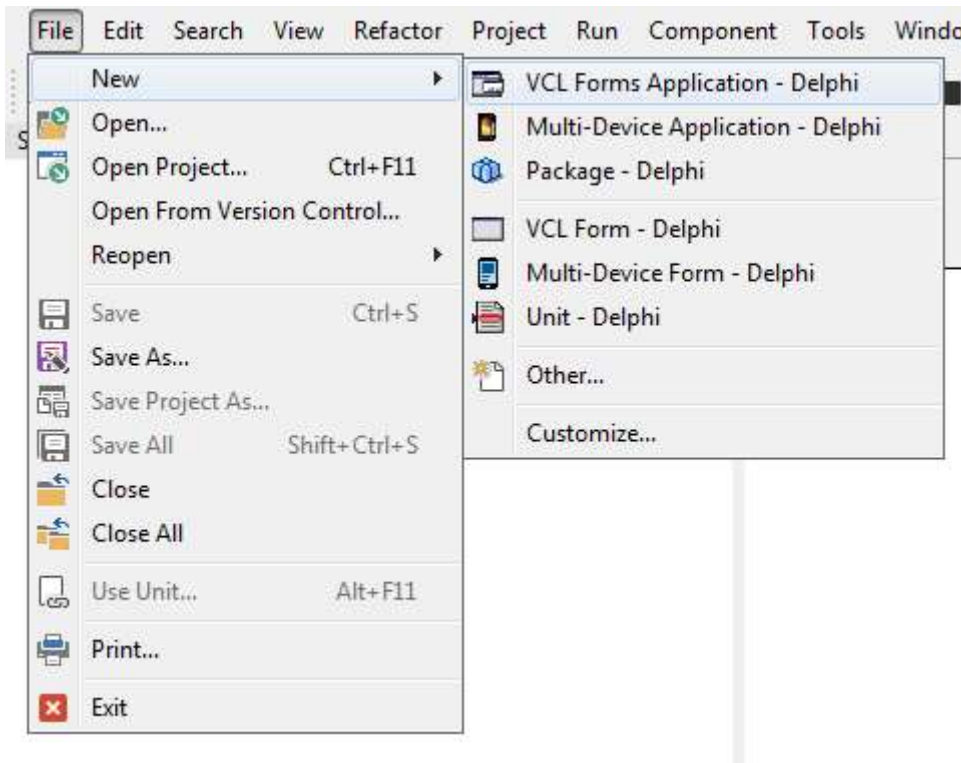 File Edit Search View Refactor Project Run Component Tools
New
Open...
Open Project... Ctrl+F11
Open From Version Control...
Reopen
Save Ctrl+S
Save As...
Save Project As...
Save All Shift+Ctrl+S
Close
Close All
Use Unit... Alt+F11
Print...
Exit
VCL Forms Application - Delphi
Multi-Device Application - Delphi
Package - Delphi
VCL Form - Delphi
Multi-Device Form - Delphi
Unit - Delphi
Other...
Customize...